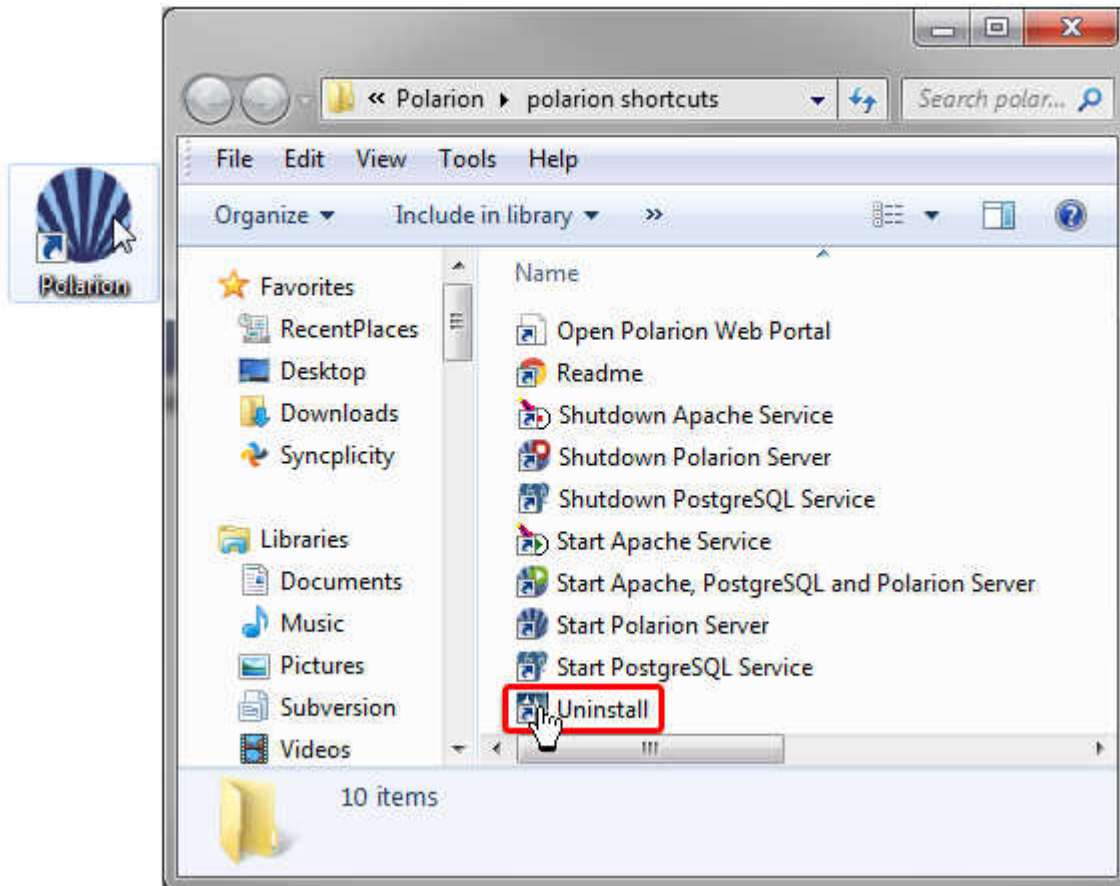 « Polarion ▸ polarion shortcuts
Search polar...
File Edit View Tools Help
Organize Include in library »
Polarion
Favorites
RecentPlaces
Desktop
Downloads
Syncplicity
Libraries
Documents
Music
Pictures
Subversion
Videos
Name
Open Polarion Web Portal
Readme
Shutdown Apache Service
Shutdown Polarion Server
Shutdown PostgreSQL Service
Start Apache Service
Start Apache, PostgreSQL and Polarion Server
Start Polarion Server
Start PostgreSQL Service
Uninstall
10 items